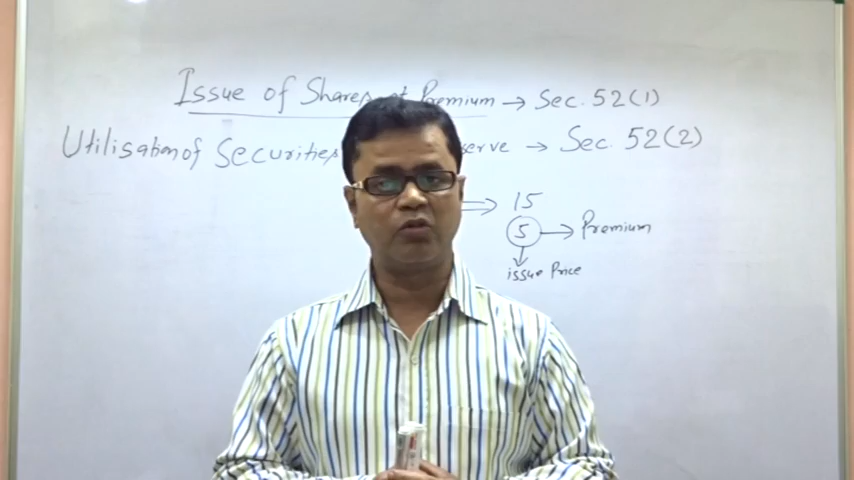 Issue of Shares at Premium → Sec. 52(1)
Utilisation of Securities serve → Sec. 52(2)
⇒ 15
5 → Premium
issue Price